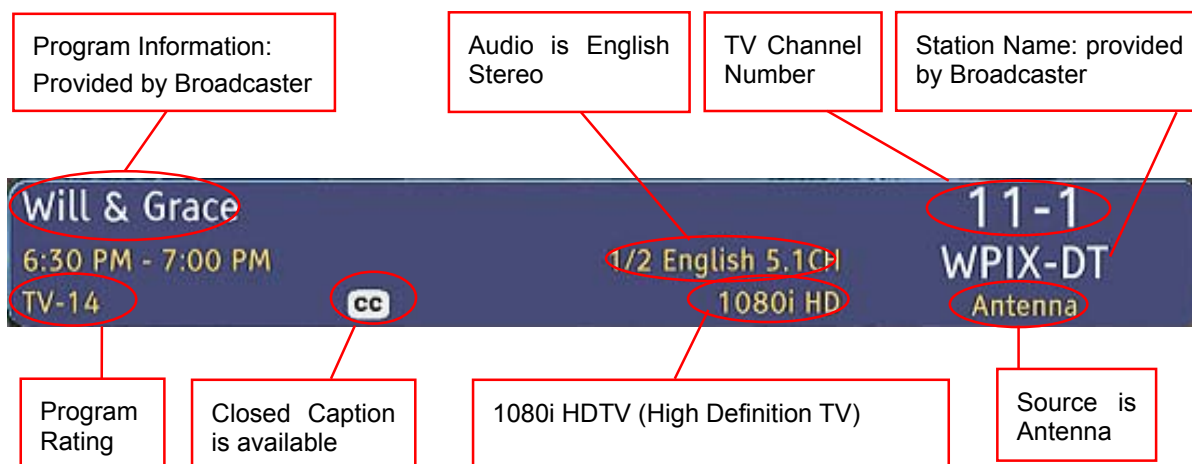 Program Information:
Provided by Broadcaster
Audio is English
Stereo
TV Channel
Number
Station Name: provided
by Broadcaster
Will & Grace
11-1
6:30 PM - 7:00 PM
1/2 English 5.1CH
WPIX-DT
TV-14
cc
1080i HD
Antenna
Program
Rating
Closed Caption
is available
1080i HDTV (High Definition TV)
Source is
Antenna